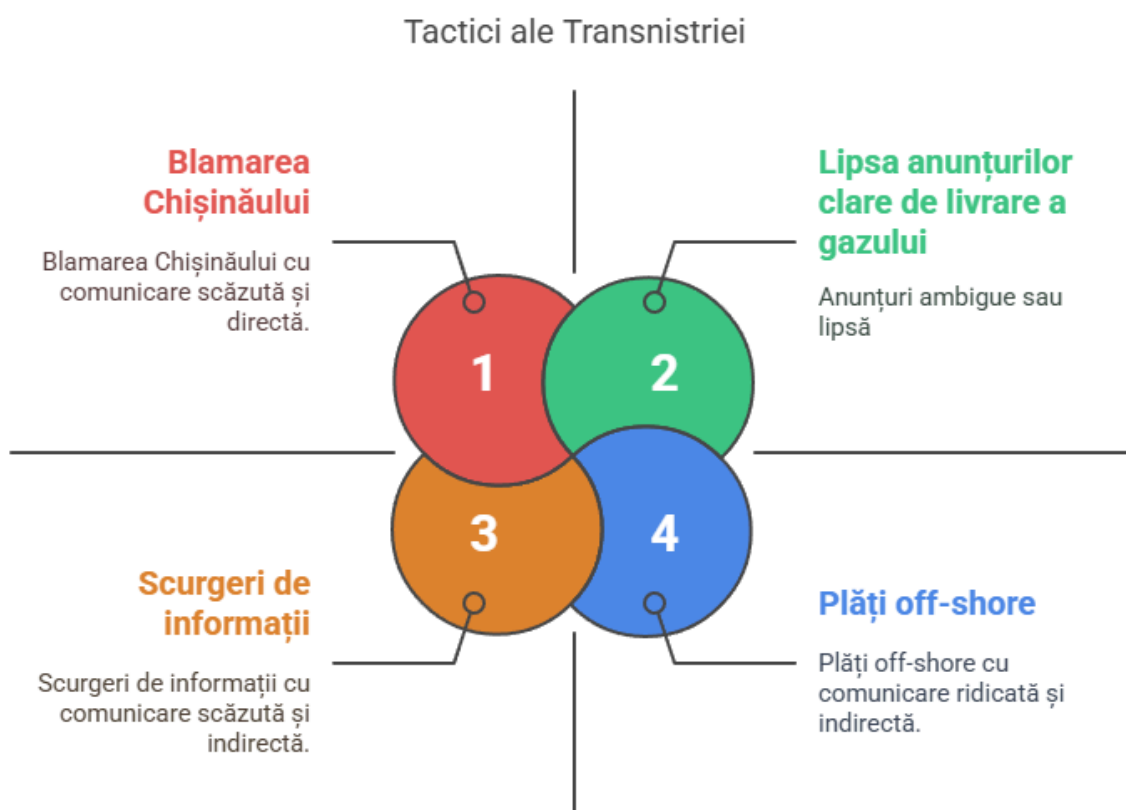 Tactici ale Transnistriei
Blamarea
Chișinăului
Blamarea Chișinăului cu
comunicare scăzută și
directă.
Lipsa anunțurilor
clare de livrare a
gazului
Anunțuri ambigue sau
lipsă
1
2
3
4
Scurgeri de
informații
Scurgeri de informații cu
comunicare scăzută și
indirectă.
Plăți off-shore
Plăți off-shore cu
comunicare ridicată și
indirectă.